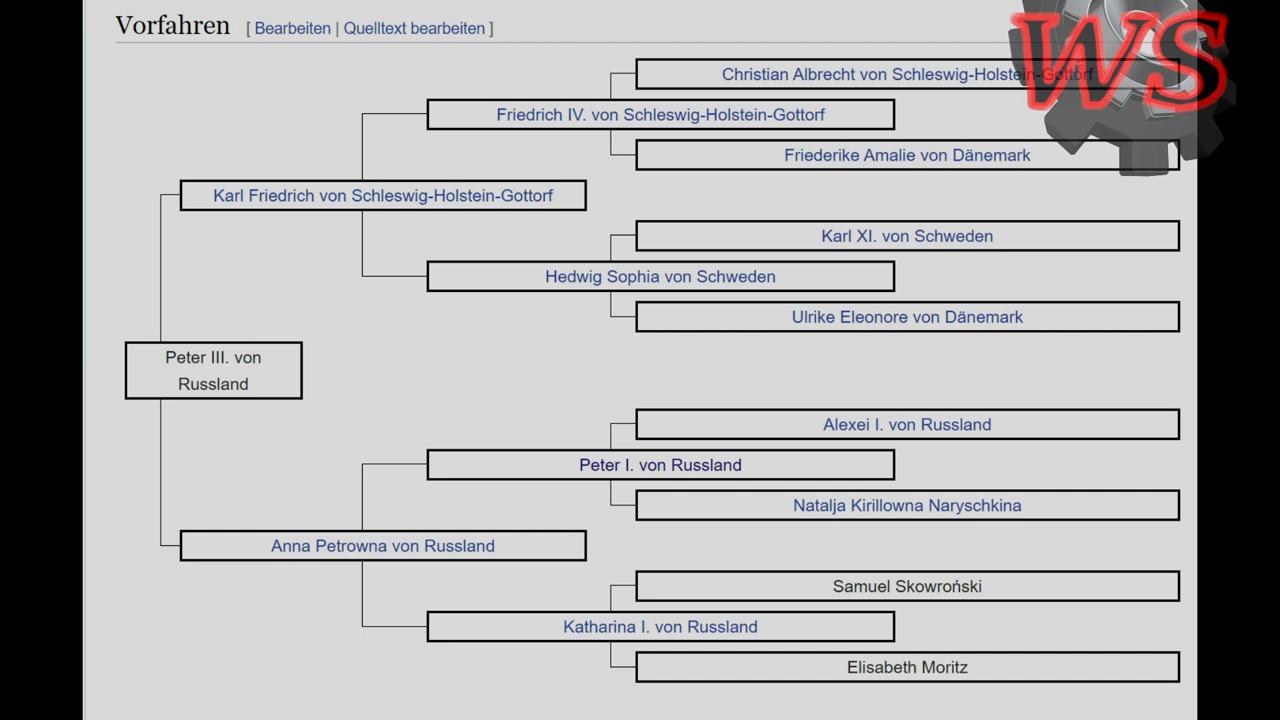 Vorfahren [ Bearbeiten | Quelltext bearbeiten ]
WS
Christian Albrecht von Schleswig-Holstein-Gottorf
Friedrich IV. von Schleswig-Holstein-Gottorf
Friederike Amalie von Dänemark
Karl Friedrich von Schleswig-Holstein-Gottorf
Karl XI. von Schweden
Hedwig Sophia von Schweden
Ulrike Eleonore von Dänemark
Peter III. von
Russland
Alexei I. von Russland
Peter I. von Russland
Natalja Kirillowna Naryschkina
Anna Petrowna von Russland
Samuel Skowroński
Katharina I. von Russland
Elisabeth Moritz